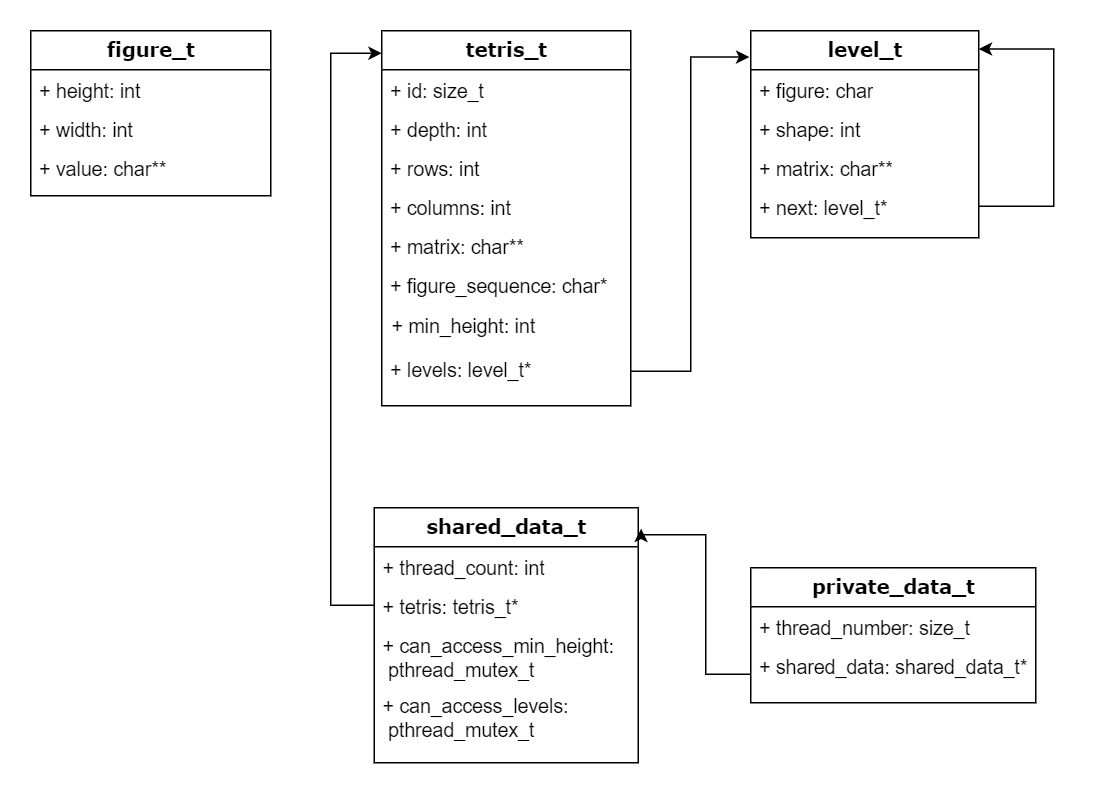 figure_t
+ height: int
+ width: int
+ value: char**
tetris_t
+ id: size_t
+ depth: int
+ rows: int
+ columns: int
+ matrix: char**
+ figure_sequence: char*
+ min_height: int
+ levels: level_t*
level_t
+ figure: char
+ shape: int
+ matrix: char**
+ next: level_t*
shared_data_t
+ thread_count: int
+ tetris: tetris_t*
+ can_access_min_height:
pthread_mutex_t
+ can_access_levels:
pthread_mutex_t
private_data_t
+ thread_number: size_t
+ shared_data: shared_data_t*